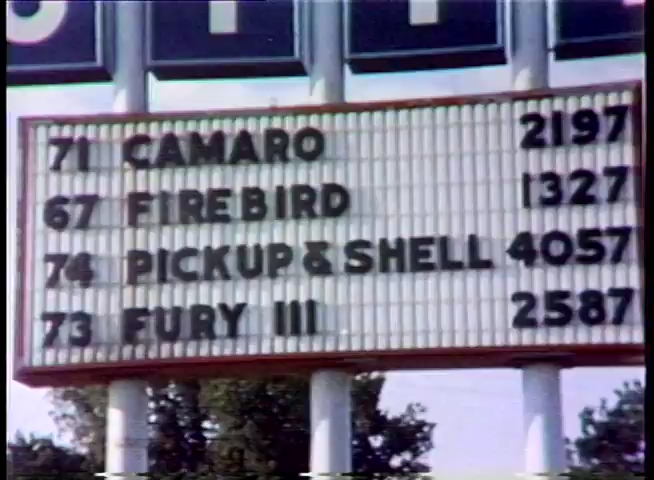 71 CAMARO 2197
67 FIREBIRD 1327
74 PICKUP & SHELL 4057
73 FURY III 2587